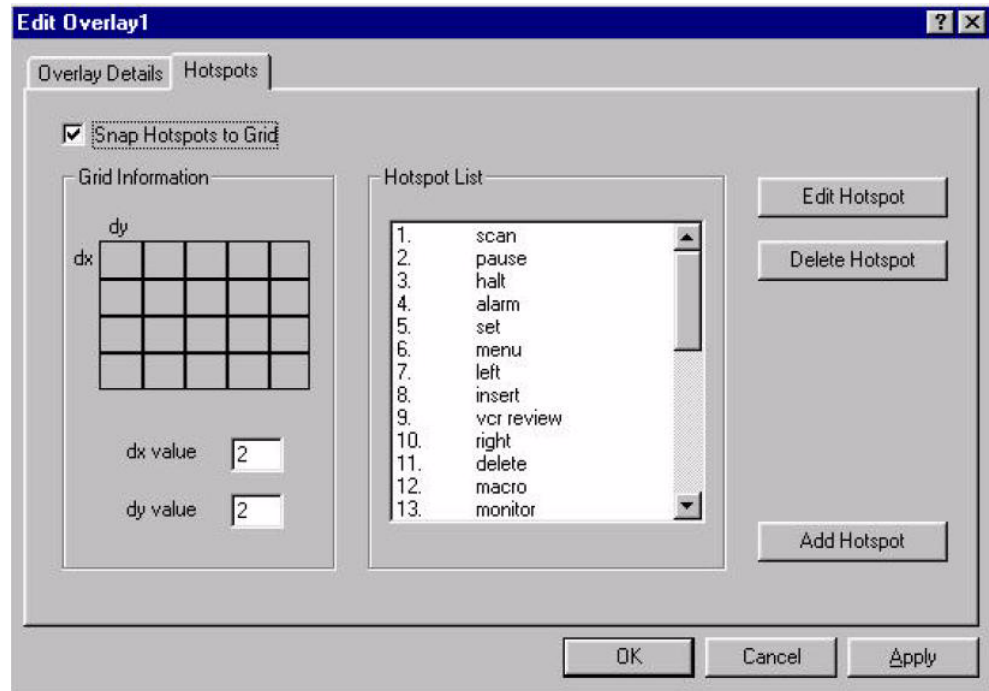 Edit Overlay1
Overlay Details Hotspots
Snap Hotspots to Grid
Grid Information
dy
dx
dx value 2
dy value 2
Hotspot List
1. scan
2. pause
3. halt
4. alarm
5. set
6. menu
7. left
8. insert
9. vcr review
10. right
11. delete
12. macro
13. monitor
Edit Hotspot
Delete Hotspot
Add Hotspot
OK Cancel Apply